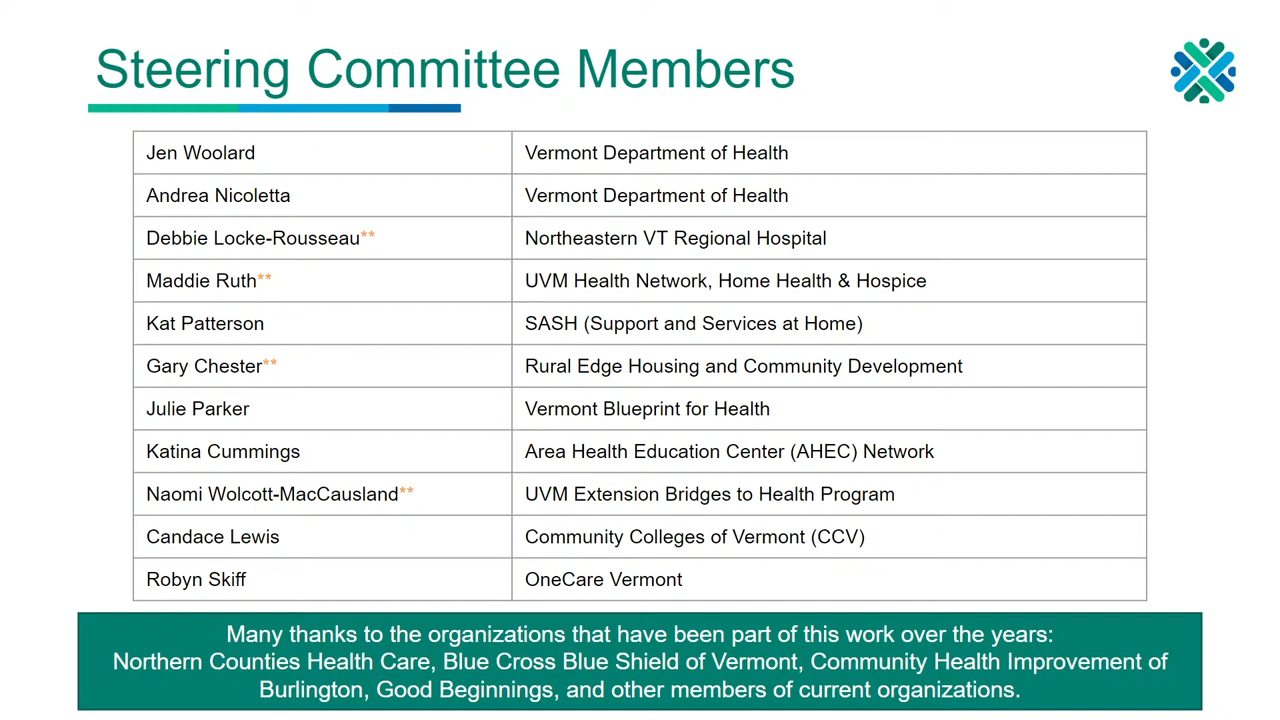 Steering Committee Members
Jen Woolard Vermont Department of Health
Andrea Nicoletta Vermont Department of Health
Debbie Locke-Rousseau** Northeastern VT Regional Hospital
Maddie Ruth** UVM Health Network, Home Health & Hospice
Kat Patterson SASH (Support and Services at Home)
Gary Chester** Rural Edge Housing and Community Development
Julie Parker Vermont Blueprint for Health
Katina Cummings Area Health Education Center (AHEC) Network
Naomi Wolcott-MacCausland** UVM Extension Bridges to Health Program
Candace Lewis Community Colleges of Vermont (CCV)
Robyn Skiff OneCare Vermont
Many thanks to the organizations that have been part of this work over the years:
Northern Counties Health Care, Blue Cross Blue Shield of Vermont, Community Health Improvement of
Burlington, Good Beginnings, and other members of current organizations.